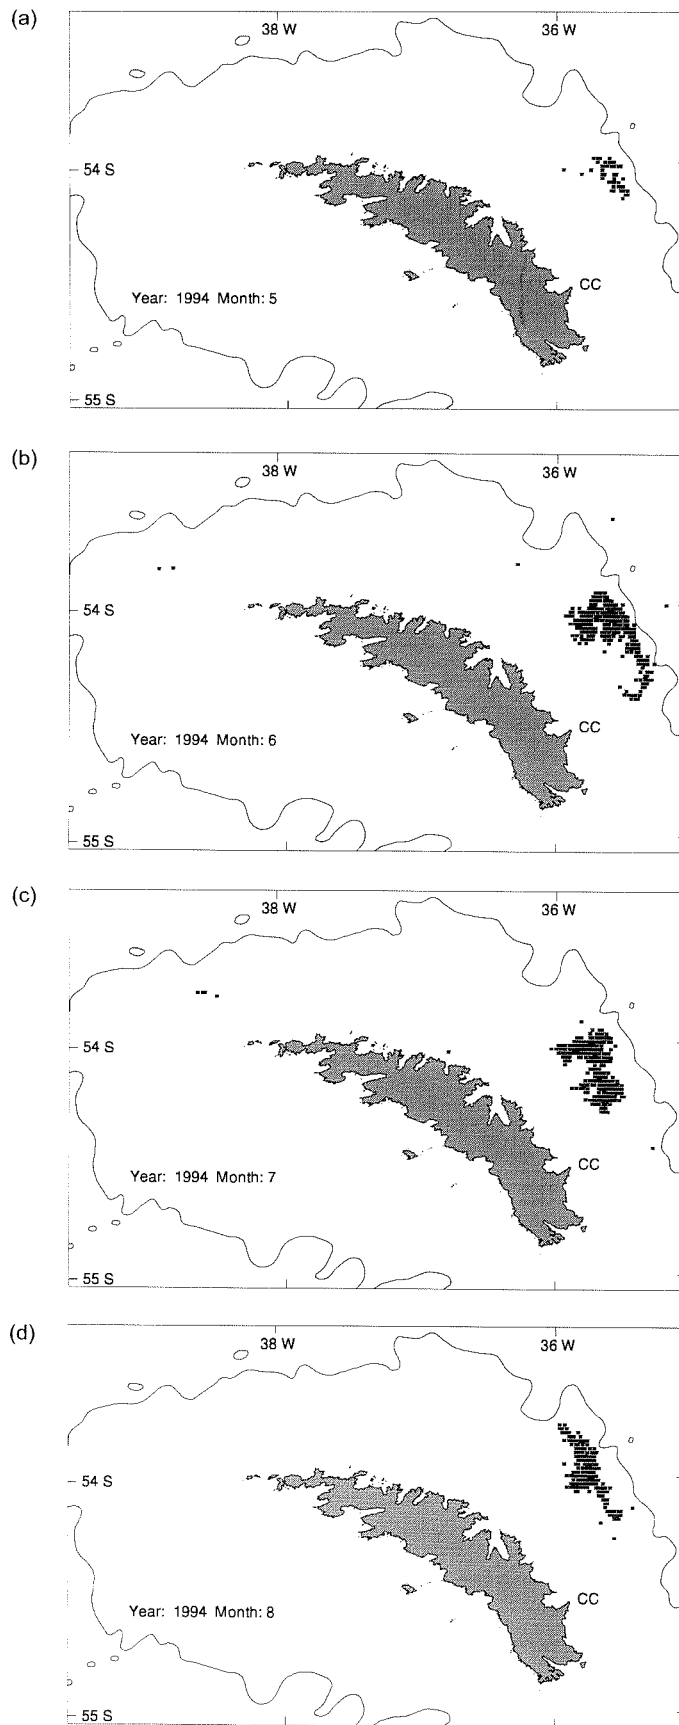 (a)
38 W 36 W
54 S
CC
Year: 1994 Month: 5
55 S
(b)
38 W 36 W
54 S
CC
Year: 1994 Month: 6
55 S
(c)
38 W 36 W
54 S
CC
Year: 1994 Month: 7
55 S
(d)
38 W 36 W
54 S
CC
Year: 1994 Month: 8
55 S